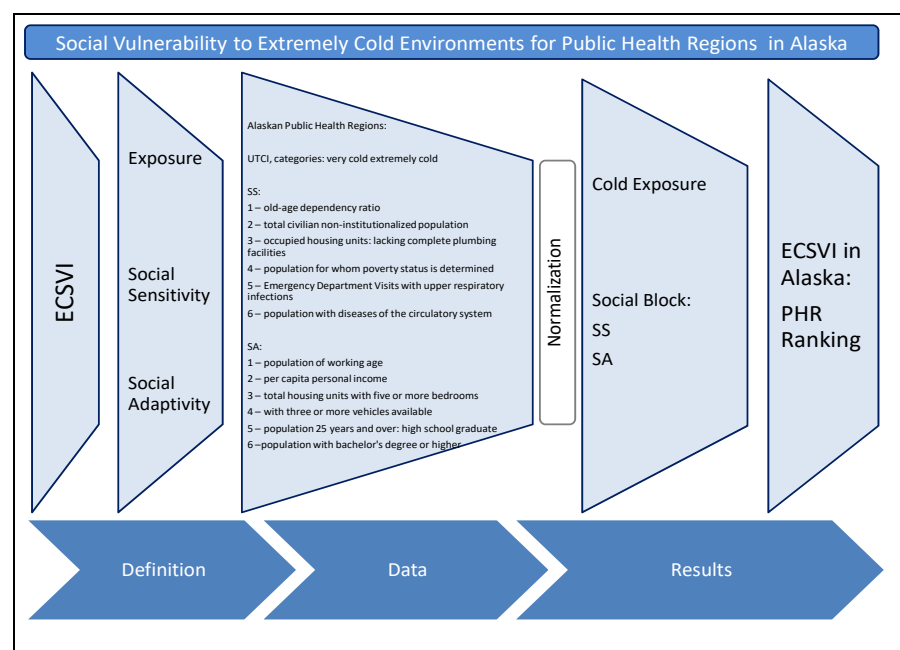 Social Vulnerability to Extremely Cold Environments for Public Health Regions in Alaska
ECSVI
Exposure
Social
Sensitivity
Social
Adaptivity
Alaskan Public Health Regions:
UTCI, categories: very cold extremely cold
SS:
1 – old-age dependency ratio
2 – total civilian non-institutionalized population
3 – occupied housing units: lacking complete plumbing
facilities
4 – population for whom poverty status is determined
5 – Emergency Department Visits with upper respiratory
infections
6 – population with diseases of the circulatory system
SA:
1 – population of working age
2 – per capita personal income
3 – total housing units with five or more bedrooms
4 – with three or more vehicles available
5 – population 25 years and over: high school graduate
6 –population with bachelor's degree or higher
Normalization
Cold Exposure
Social Block:
SS
SA
ECSVI in
Alaska:
PHR
Ranking
Definition
Data
Results